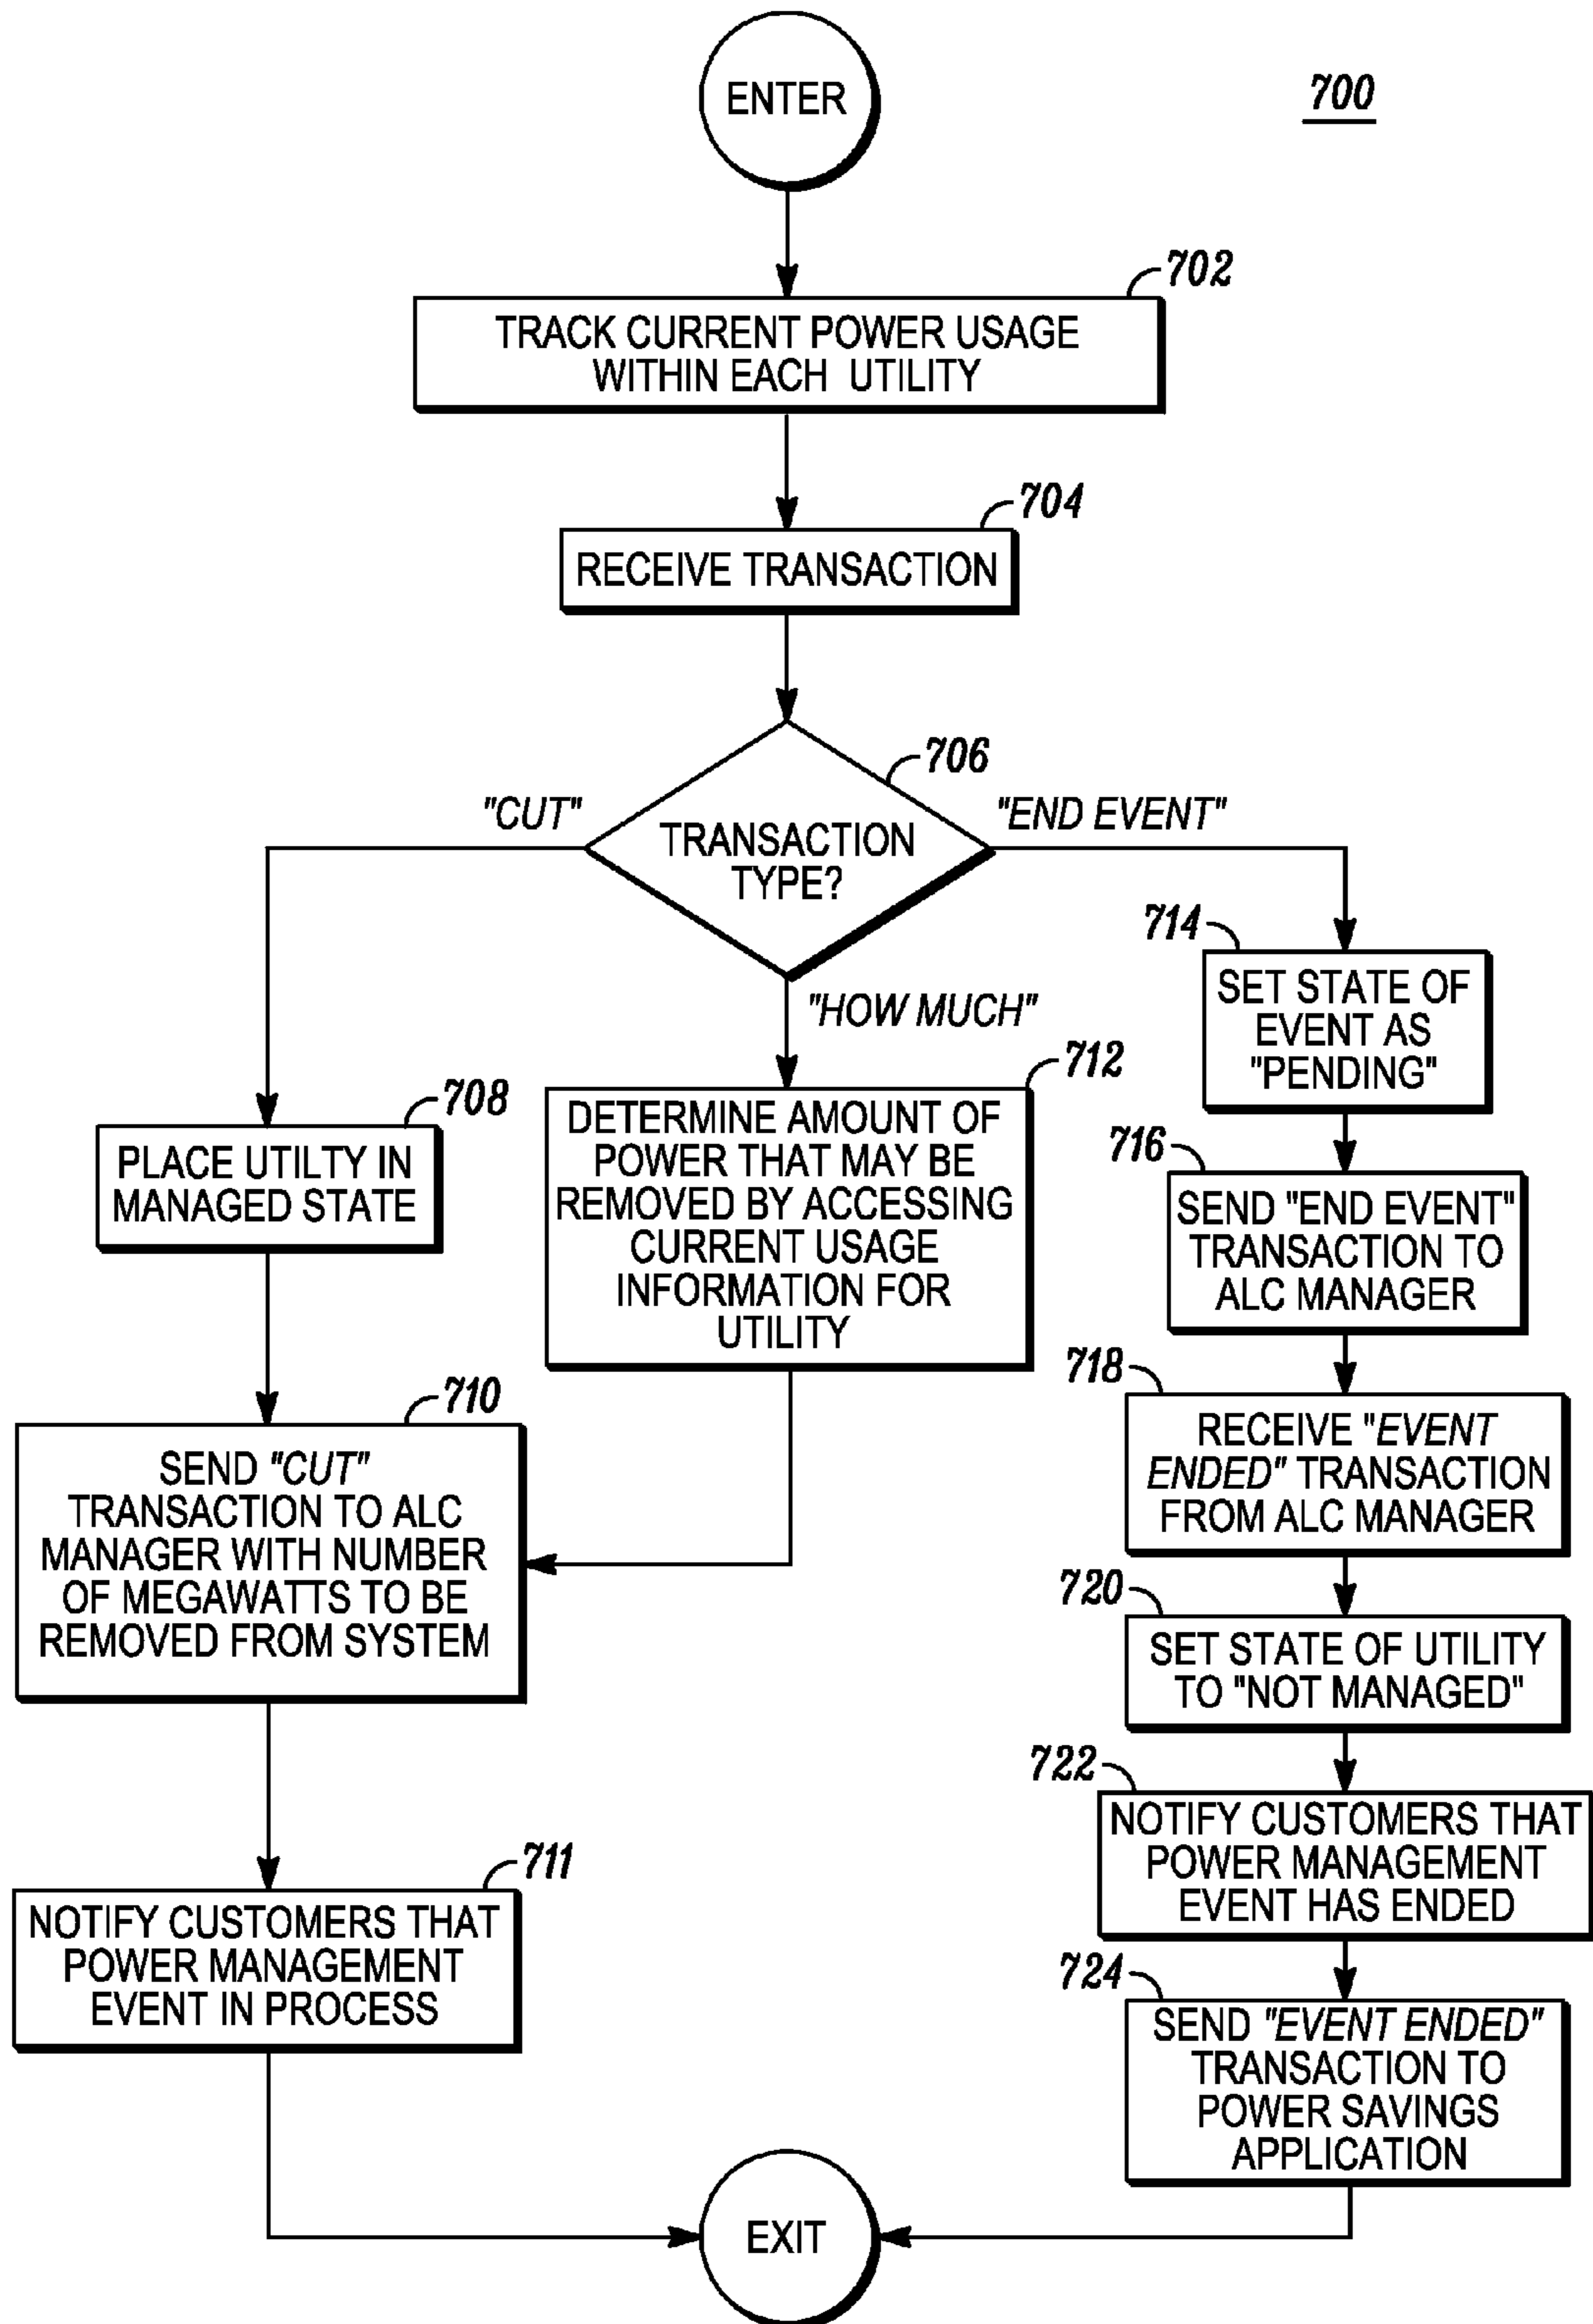 ENTER
700
702
TRACK CURRENT POWER USAGE
WITHIN EACH UTILITY
704
RECEIVE TRANSACTION
706
"CUT"
"END EVENT"
TRANSACTION
TYPE?
"HOW MUCH"
708
PLACE UTILTY IN
MANAGED STATE
712
DETERMINE AMOUNT OF
POWER THAT MAY BE
REMOVED BY ACCESSING
CURRENT USAGE
INFORMATION FOR
UTILITY
710
SEND "CUT"
TRANSACTION TO ALC
MANAGER WITH NUMBER
OF MEGAWATTS TO BE
REMOVED FROM SYSTEM
711
NOTIFY CUSTOMERS THAT
POWER MANAGEMENT
EVENT IN PROCESS
714
SET STATE OF
EVENT AS
"PENDING"
716
SEND "END EVENT"
TRANSACTION TO
ALC MANAGER
718
RECEIVE "EVENT
ENDED" TRANSACTION
FROM ALC MANAGER
720
SET STATE OF UTILITY
TO "NOT MANAGED"
722
NOTIFY CUSTOMERS THAT
POWER MANAGEMENT
EVENT HAS ENDED
724
SEND "EVENT ENDED"
TRANSACTION TO
POWER SAVINGS
APPLICATION
EXIT